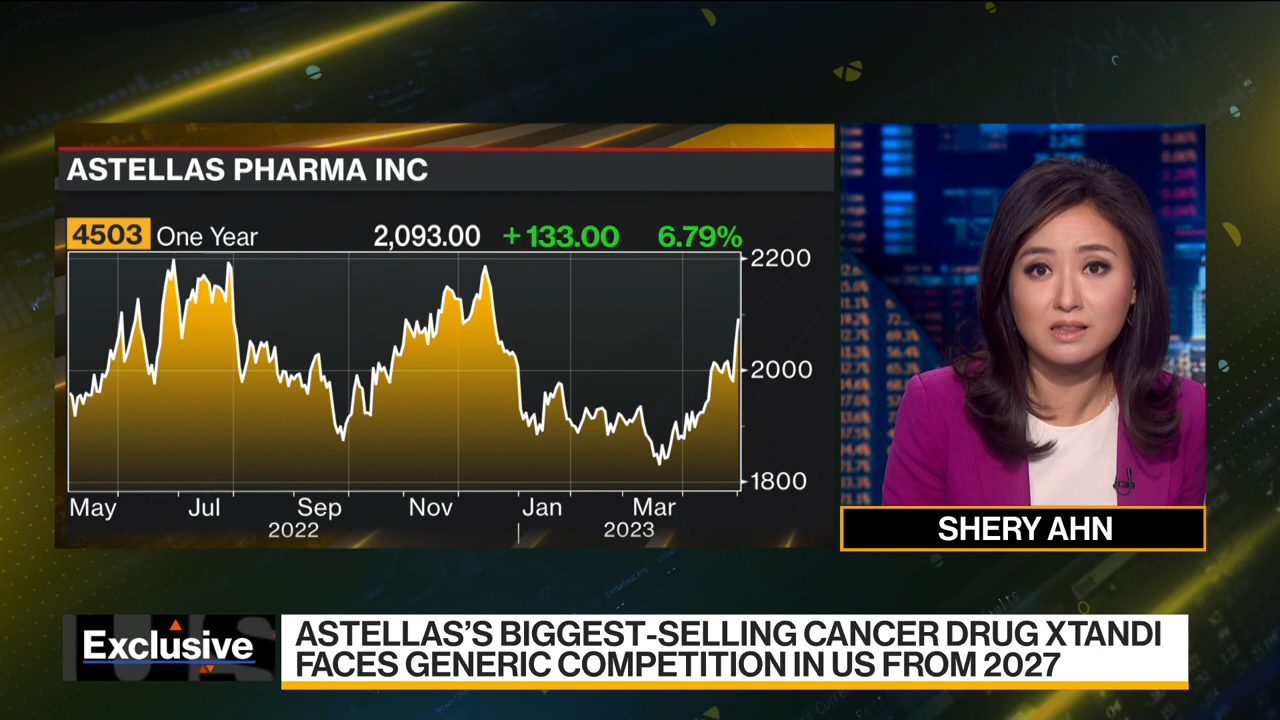 ASTELLAS PHARMA INC
4503 One Year 2,093.00 +133.00 6.79%
2200
2000
1800
May Jul Sep Nov Jan Mar
2022 2023
SHERY AHN
Exclusive
ASTELLAS'S BIGGEST-SELLING CANCER DRUG XTANDI
FACES GENERIC COMPETITION IN US FROM 2027